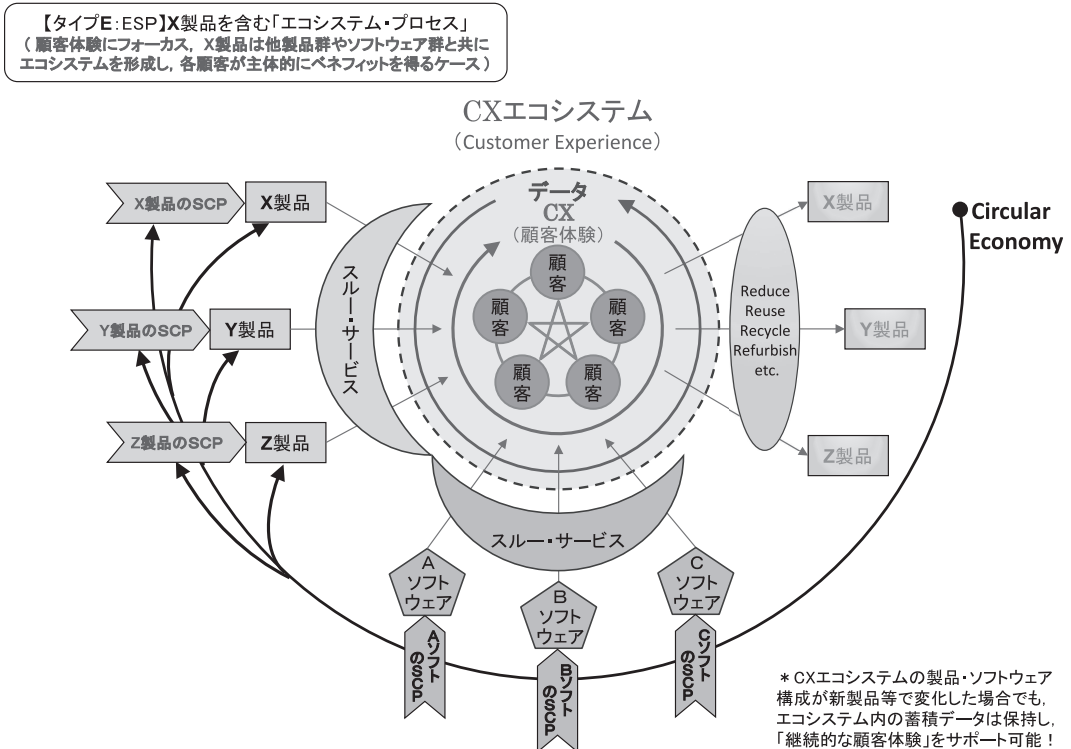 【タイプE:ESP】X製品を含む「エコシステム・プロセス」
( 顧客体験にフォーカス, X製品は他製品群やソフトウェア群と共に
エコシステムを形成し, 各顧客が主体的にベネフィットを得るケース )
CXエコシステム
(Customer Experience)
データ
CX
(顧客体験)
顧客
顧客
顧客
顧客
顧客
X製品のSCP
X製品
Y製品のSCP
Y製品
Z製品のSCP
Z製品
スルー・サービス
スルー・サービス
Reduce
Reuse
Recycle
Refurbish
etc.
X製品
Y製品
Z製品
Circular
Economy
A
ソフト
ウェア
B
ソフト
ウェア
C
ソフト
ウェア
Aソフト
のSCP
Bソフト
のSCP
Cソフト
のSCP
*CXエコシステムの製品・ソフトウェア
構成が新製品等で変化した場合でも,
エコシステム内の蓄積データは保持し,
「継続的な顧客体験」をサポート可能！